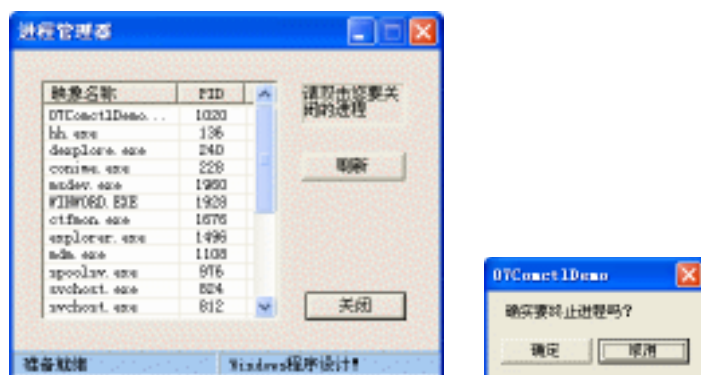 进程管理器
映象名称 PID
07ComctlDemo... 1020
hh.exe 136
dexplore.exe 240
conime.exe 228
msdev.exe 1960
WINWORD.EXE 1928
ctfmon.exe 1676
explorer.exe 1496
mdm.exe 1108
spoolsv.exe 976
svchost.exe 824
svchost.exe 812
请双击您要关
闭的进程
刷新
关闭
准备就绪 Windows程序设计！
07ComctlDemo
确实要终止进程吗?
确定 取消